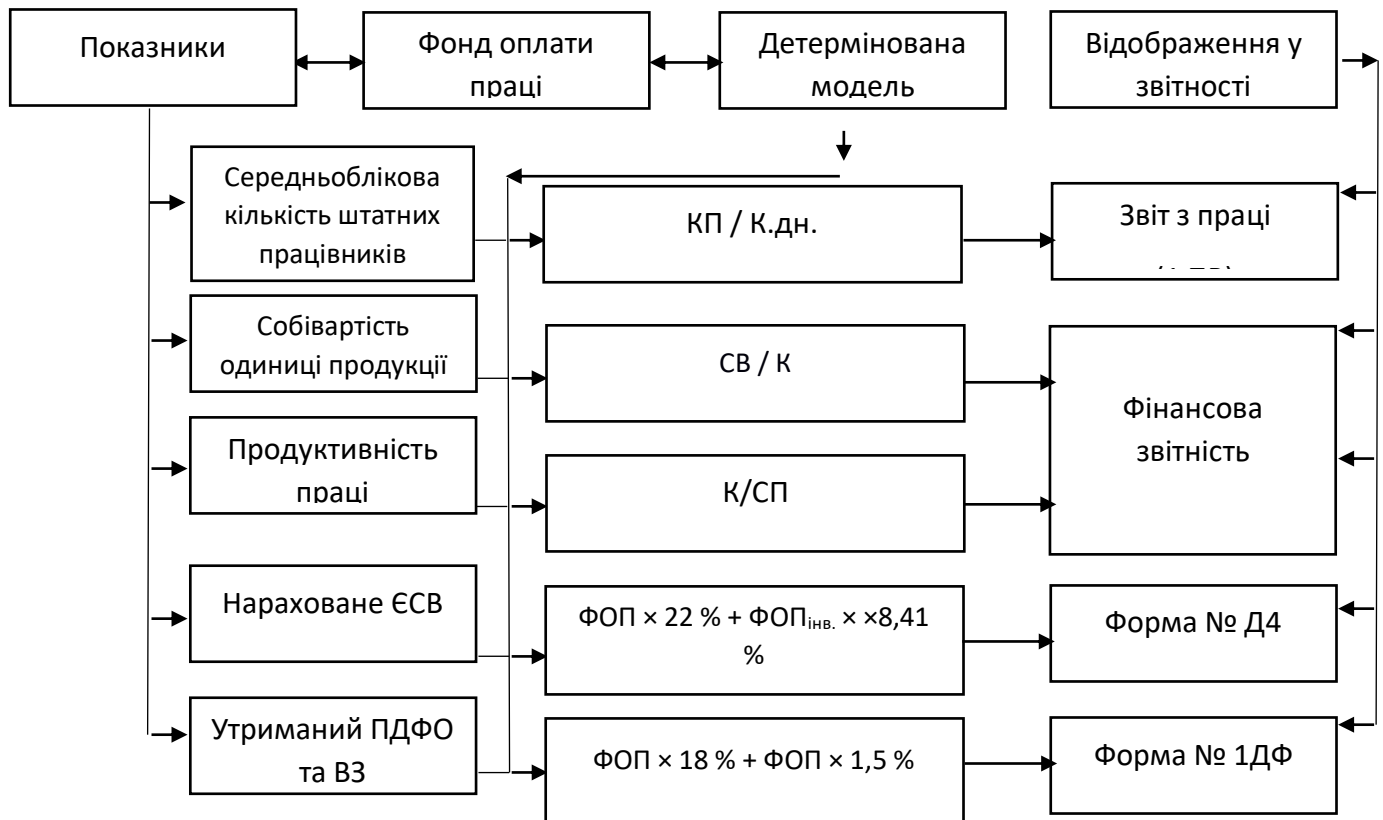 Показники
Фонд оплати
праці
Детермінована
модель
Відображення у
звітності
Середньооблікова
кількість штатних
працівників
КП / К.дн.
Звіт з праці
Собівартість
одиниці продукції
СВ / К
Фінансова
звітність
Продуктивність
праці
К/СП
Нараховане ЄСВ
ФОП × 22 % + ФОПінв. × ×8,41
%
Форма № Д4
Утриманий ПДФО
та ВЗ
ФОП × 18 % + ФОП × 1,5 %
Форма № 1ДФ